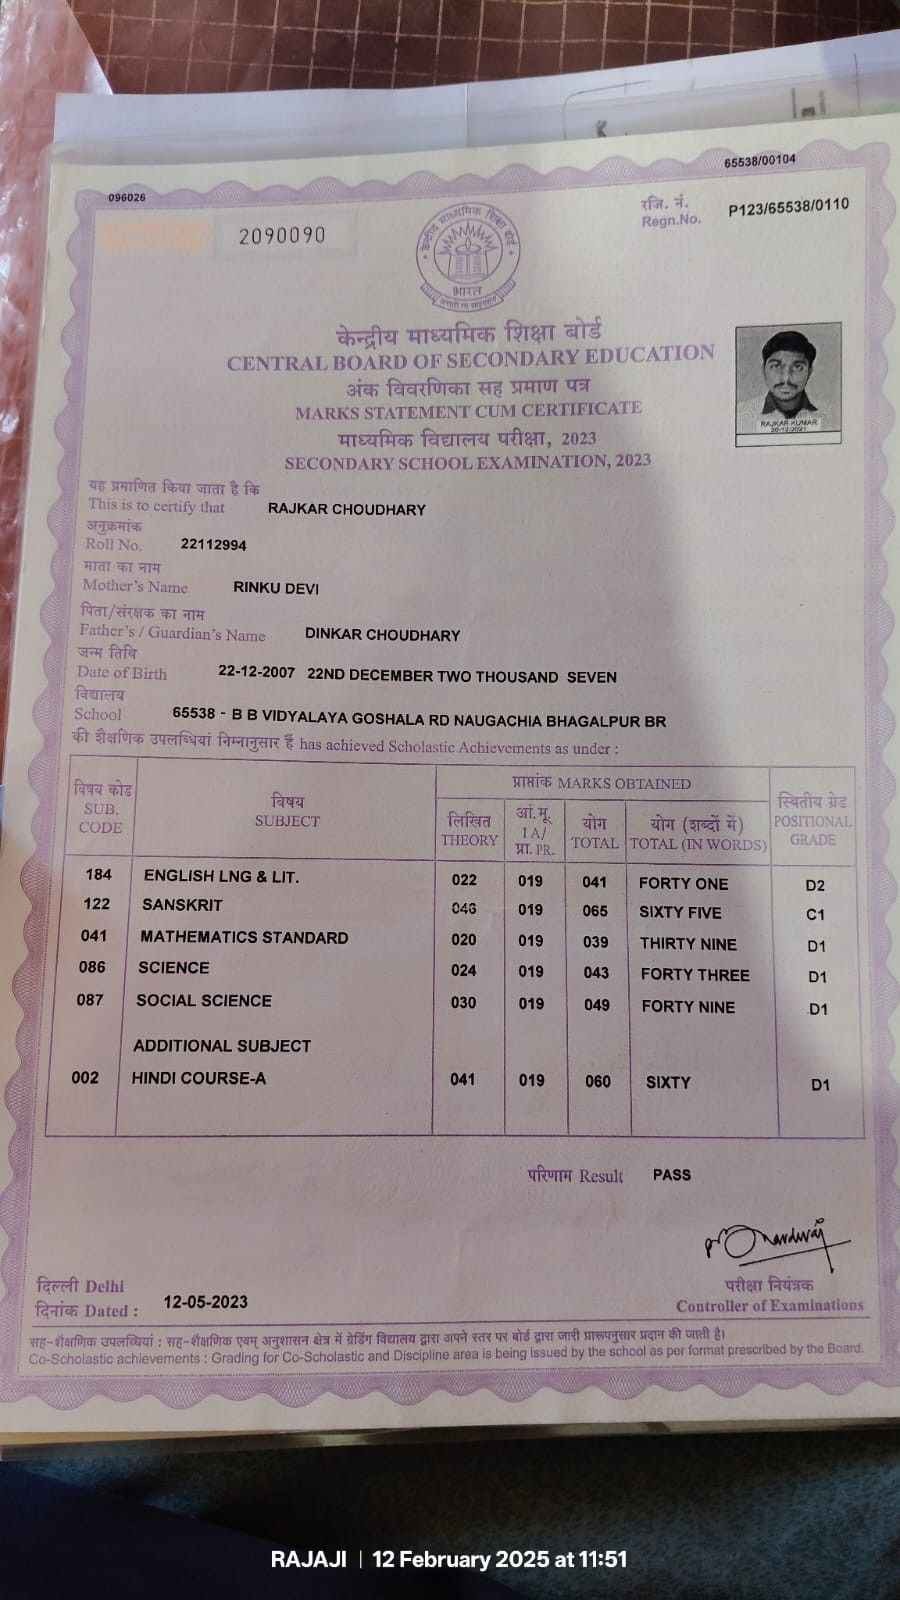 65538/00104
096026
2090090
रजि. नं.
Regn.No. P123/65538/0110
केन्द्रीय माध्यमिक शिक्षा बोर्ड
भारत
केन्द्रीय माध्यमिक शिक्षा बोर्ड
CENTRAL BOARD OF SECONDARY EDUCATION
अंक विवरणिका सह प्रमाण पत्र
MARKS STATEMENT CUM CERTIFICATE
माध्यमिक विद्यालय परीक्षा, 2023
SECONDARY SCHOOL EXAMINATION, 2023
RAJKAR KUMAR
यह प्रमाणित किया जाता है कि
This is to certify that RAJKAR CHOUDHARY
अनुक्रमांक
Roll No. 22112994
माता का नाम
Mother's Name RINKU DEVI
पिता/संरक्षक का नाम
Father's / Guardian's Name DINKAR CHOUDHARY
जन्म तिथि
Date of Birth 22-12-2007 22ND DECEMBER TWO THOUSAND SEVEN
विद्यालय
School 65538 - B B VIDYALAYA GOSHALA RD NAUGACHIA BHAGALPUR BR
की शैक्षणिक उपलब्धियां निम्नानुसार हैं has achieved Scholastic Achievements as under :
विषय कोड SUB. CODE
विषय SUBJECT
प्राप्तांक MARKS OBTAINED
लिखित THEORY
आं.मू. I A/ प्रा. PR.
योग TOTAL
योग (शब्दों में) TOTAL (IN WORDS)
स्थितीय ग्रेड POSITIONAL GRADE
184 ENGLISH LNG & LIT. 022 019 041 FORTY ONE D2
122 SANSKRIT 046 019 065 SIXTY FIVE C1
041 MATHEMATICS STANDARD 020 019 039 THIRTY NINE D1
086 SCIENCE 024 019 043 FORTY THREE D1
087 SOCIAL SCIENCE 030 019 049 FORTY NINE D1
ADDITIONAL SUBJECT
002 HINDI COURSE-A 041 019 060 SIXTY D1
परिणाम Result PASS
दिल्ली Delhi
दिनांक Dated : 12-05-2023
परीक्षा नियंत्रक
Controller of Examinations
सह-शैक्षणिक उपलब्धियां : सह-शैक्षणिक एवम् अनुशासन क्षेत्र में ग्रेडिंग विद्यालय द्वारा अपने स्तर पर बोर्ड द्वारा जारी प्रारूपनुसार प्रदान की जाती है।
Co-Scholastic achievements : Grading for Co-Scholastic and Discipline area is being issued by the school as per format prescribed by the Board.
RAJAJI | 12 February 2025 at 11:51